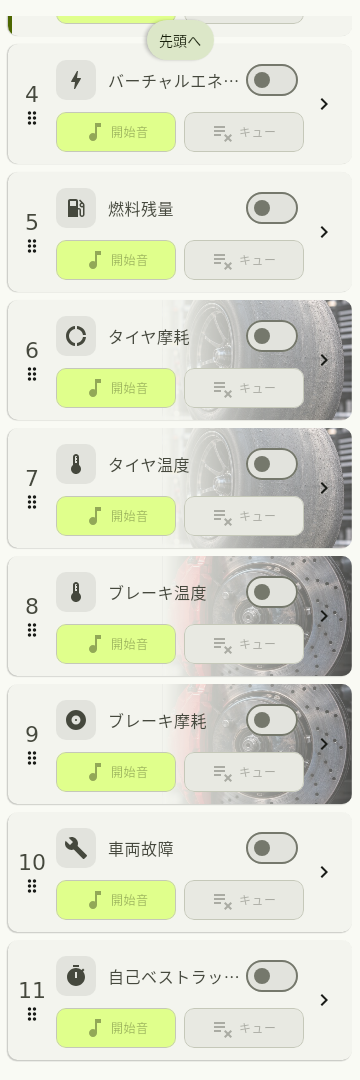 先頭へ
4
バーチャルエネ…
開始音
キュー
5
燃料残量
開始音
キュー
6
タイヤ摩耗
開始音
キュー
7
タイヤ温度
開始音
キュー
8
ブレーキ温度
開始音
キュー
9
ブレーキ摩耗
開始音
キュー
10
車両故障
開始音
キュー
11
自己ベストラッ…
開始音
キュー